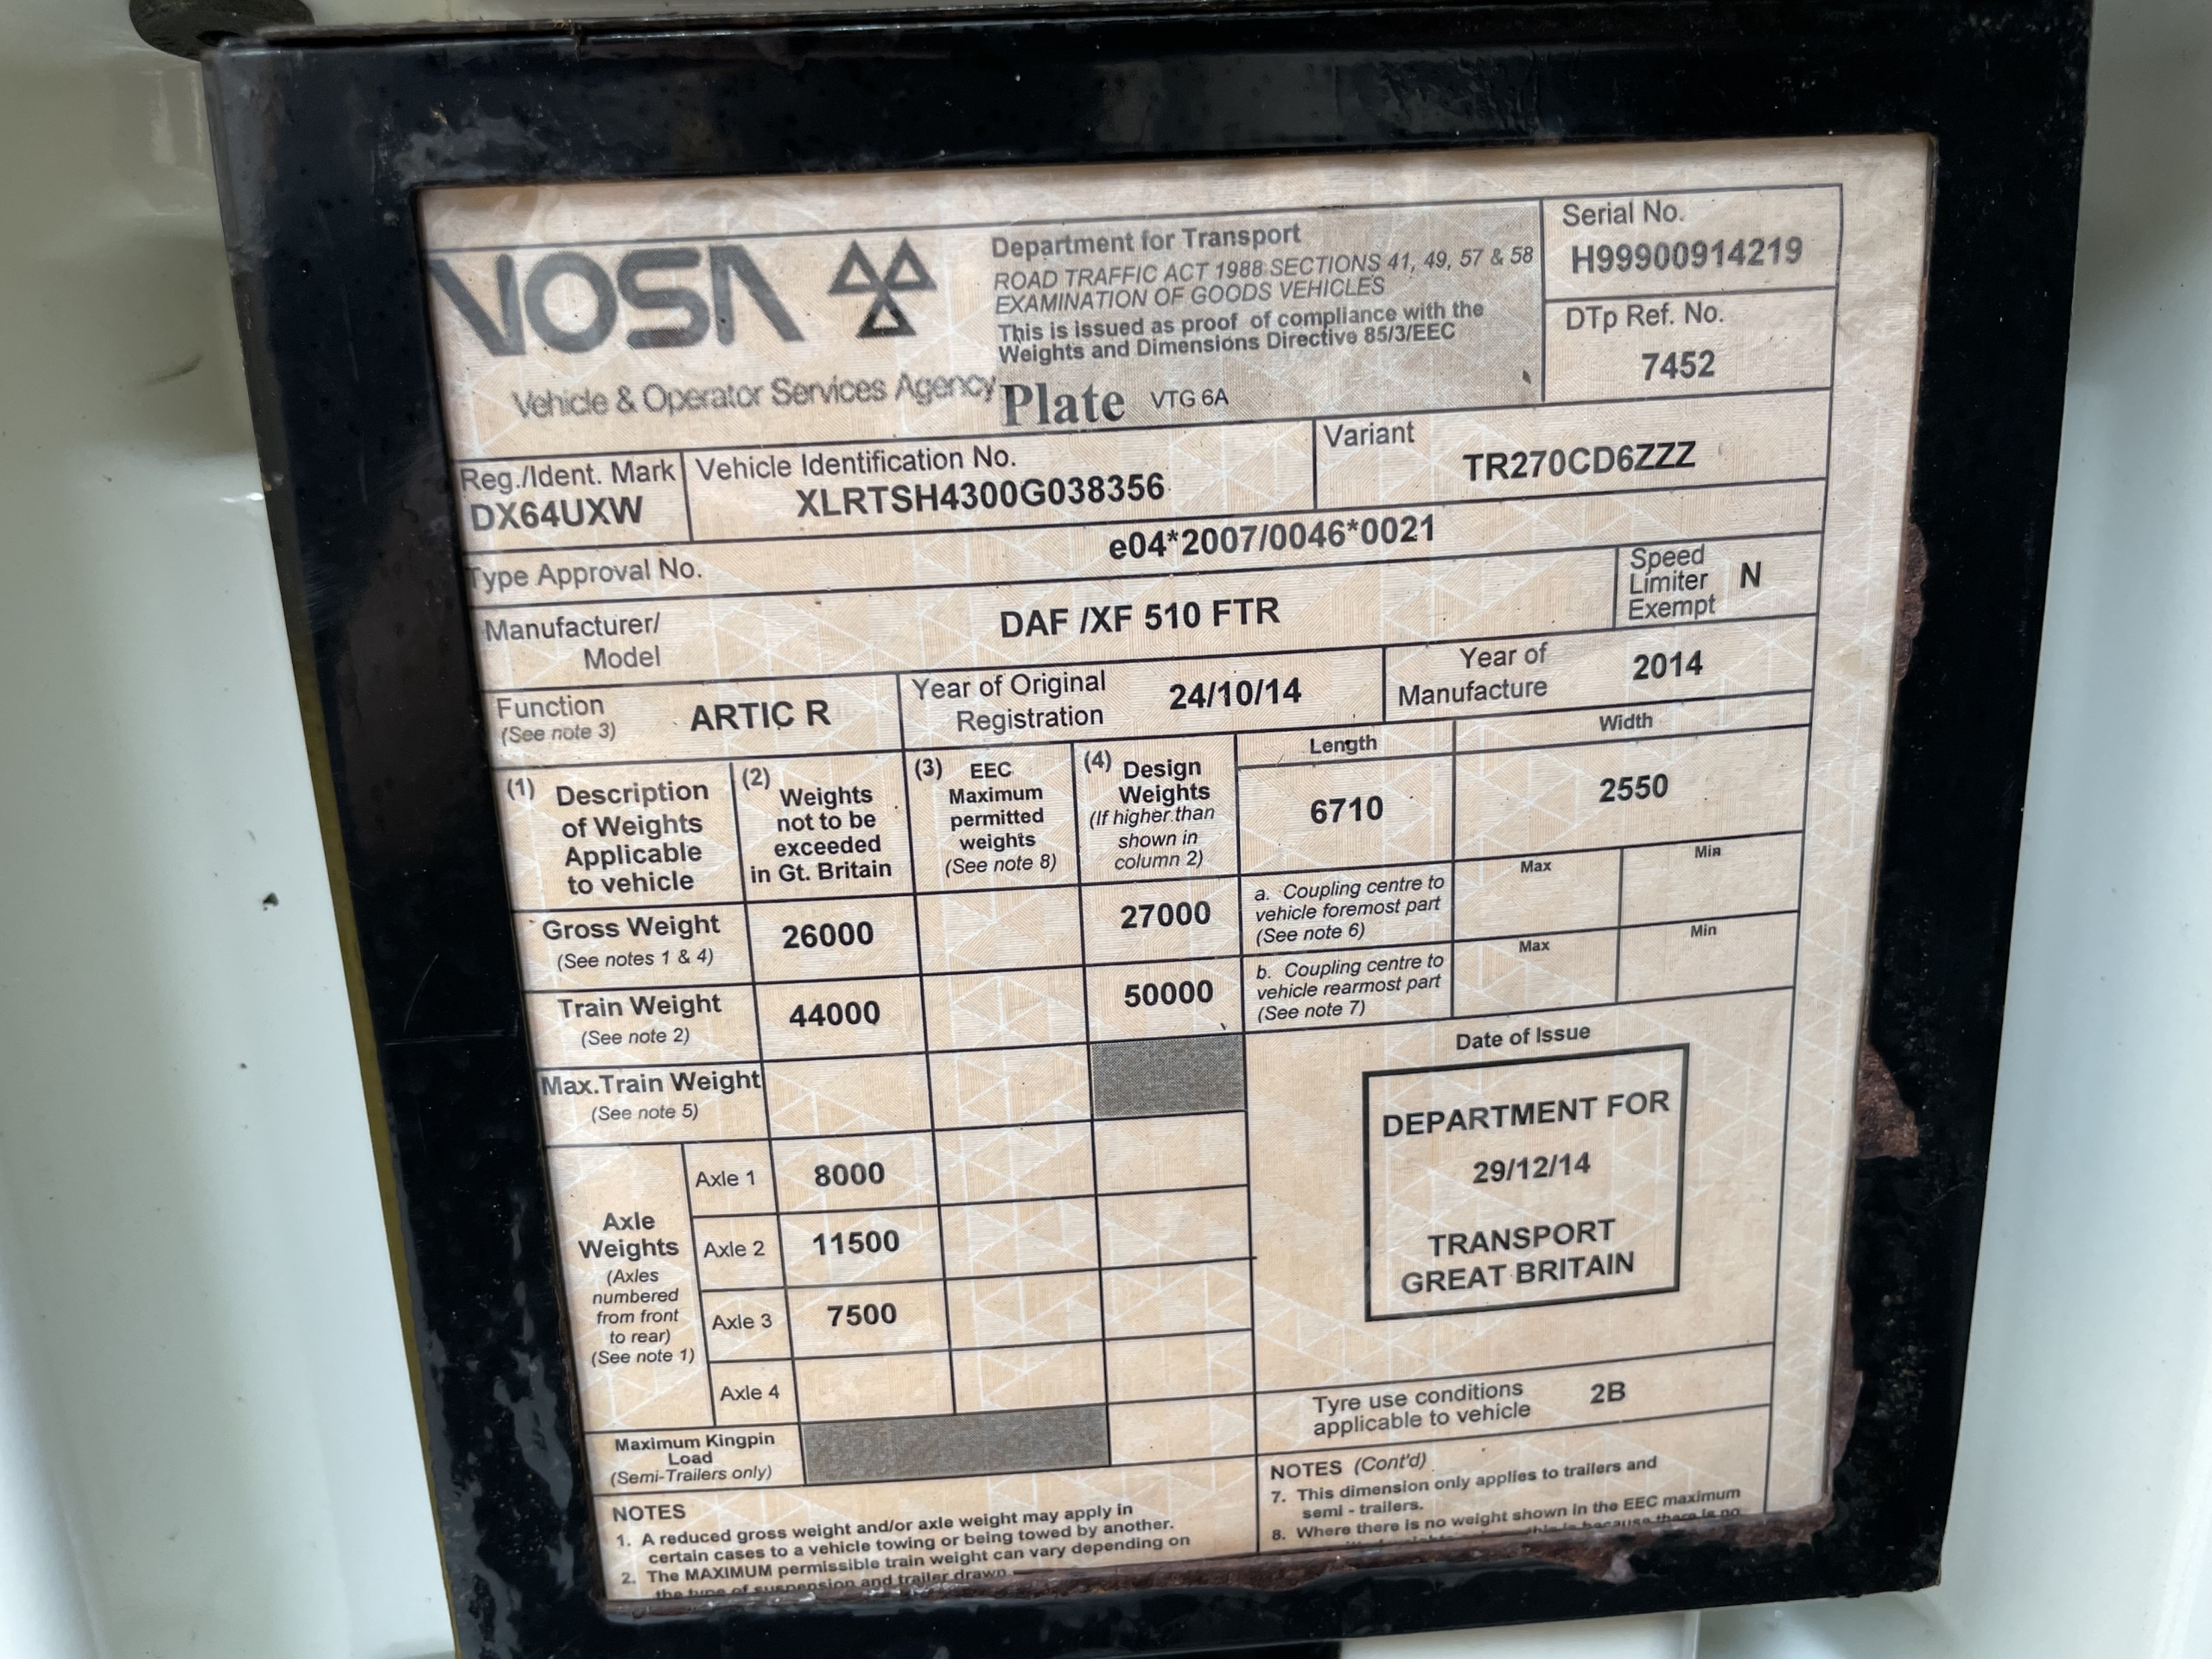 VOSA
Vehicle & Operator Services Agency
Department for Transport
ROAD TRAFFIC ACT 1988 SECTIONS 41, 49, 57 & 58
EXAMINATION OF GOODS VEHICLES
This is issued as proof of compliance with the
Weights and Dimensions Directive 85/3/EEC
Plate VTG 6A
Serial No.
H99900914219
DTp Ref. No.
7452
Reg./Ident. Mark
DX64UXW
Vehicle Identification No.
XLRTSH4300G038356
Variant
TR270CD6ZZZ
Type Approval No.
e04*2007/0046*0021
Manufacturer/
Model
DAF /XF 510 FTR
Speed
Limiter
Exempt
N
Function
(See note 3)
ARTIC R
Year of Original
Registration
24/10/14
Year of
Manufacture
2014
(1) Description
of Weights
Applicable
to vehicle
(2) Weights
not to be
exceeded
in Gt. Britain
(3) EEC
Maximum
permitted
weights
(See note 8)
(4) Design
Weights
(If higher than
shown in
column 2)
Length
6710
Width
2550
Gross Weight
(See notes 1 & 4)
26000
27000
a. Coupling centre to
vehicle foremost part
(See note 6)
Max
Min
Train Weight
(See note 2)
44000
50000
b. Coupling centre to
vehicle rearmost part
(See note 7)
Max
Min
Max.Train Weight
(See note 5)
Axle
Weights
(Axles
numbered
from front
to rear)
(See note 1)
Axle 1
8000
Axle 2
11500
Axle 3
7500
Axle 4
Maximum Kingpin
Load
(Semi-Trailers only)
Date of Issue
DEPARTMENT FOR
29/12/14
TRANSPORT
GREAT BRITAIN
Tyre use conditions
applicable to vehicle
2B
NOTES
1. A reduced gross weight and/or axle weight may apply in
certain cases to a vehicle towing or being towed by another.
2. The MAXIMUM permissible train weight can vary depending on
the type of suspension and trailer drawn
NOTES (Cont'd)
7. This dimension only applies to trailers and
semi - trailers.
8. Where there is no weight shown in the EEC maximum
this is because there is no